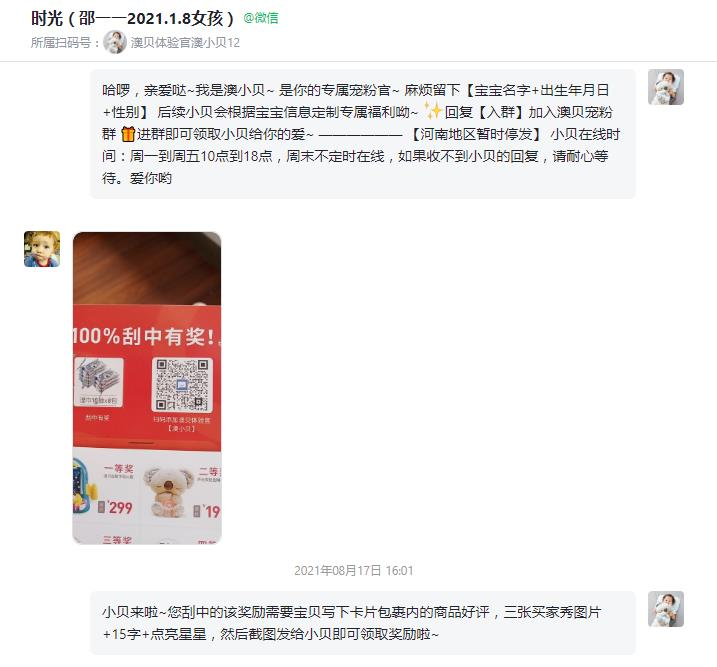 时光（邵一一2021.1.8女孩）@微信
所属扫码号：澳贝体验官澳小贝12
哈啰，亲爱哒~我是澳小贝~ 是你的专属宠粉官~ 麻烦留下【宝宝名字+出生年月日
+性别】 后续小贝会根据宝宝信息定制专属福利呦~ ✨回复【入群】加入澳贝宠粉
群 🎁进群即可领取小贝给你的爱~ —————— 【河南地区暂时停发】 小贝在线时
间：周一到周五10点到18点，周末不定时在线，如果收不到小贝的回复，请耐心等
待。爱你哟
100%刮中有奖！
湿巾10抽x8包
刮中有奖
扫码添加澳贝体验官
【澳小贝】
一等奖
二等
¥299
¥19
三等奖
2021年08月17日 16:01
小贝来啦~您刮中的该奖励需要宝贝写下卡片包裹内的商品好评，三张买家秀图片
+15字+点亮星星，然后截图发给小贝即可领取奖励啦~